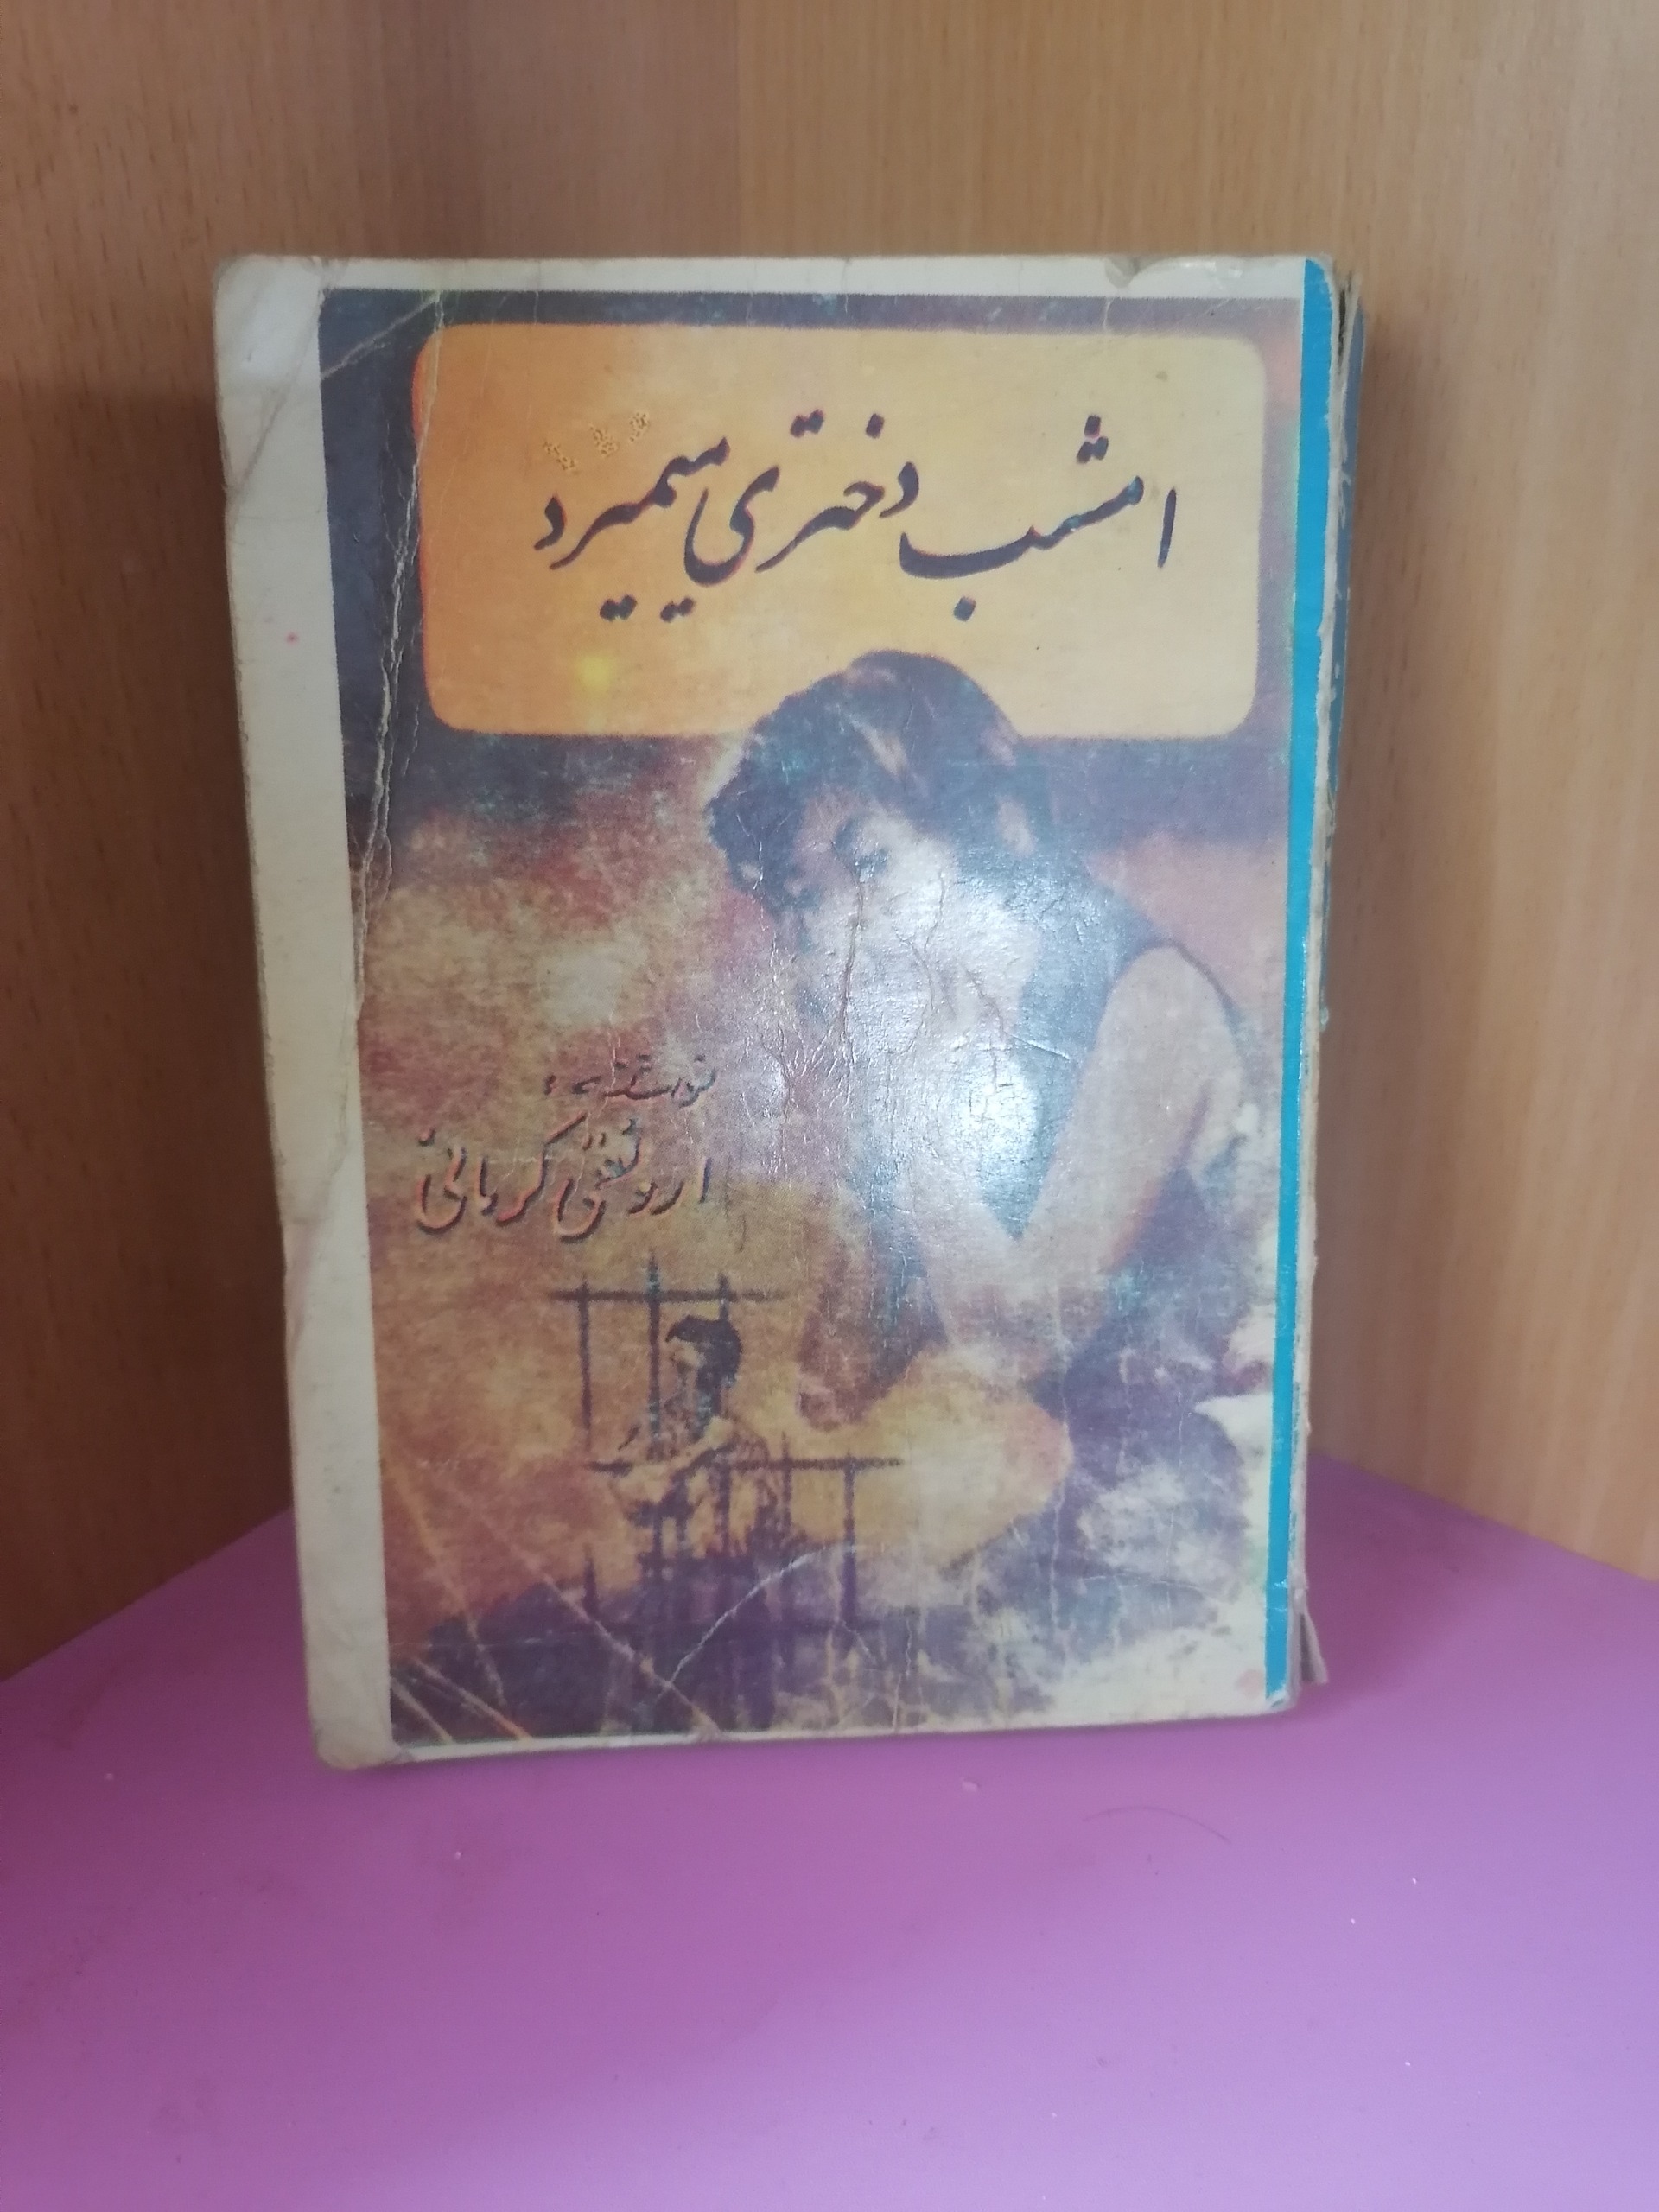 امشب دختری میمیرد
نوشته :
ارونقی کرمانی